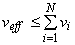 v_eff ≤ ∑_{i=1}^{N} v_i